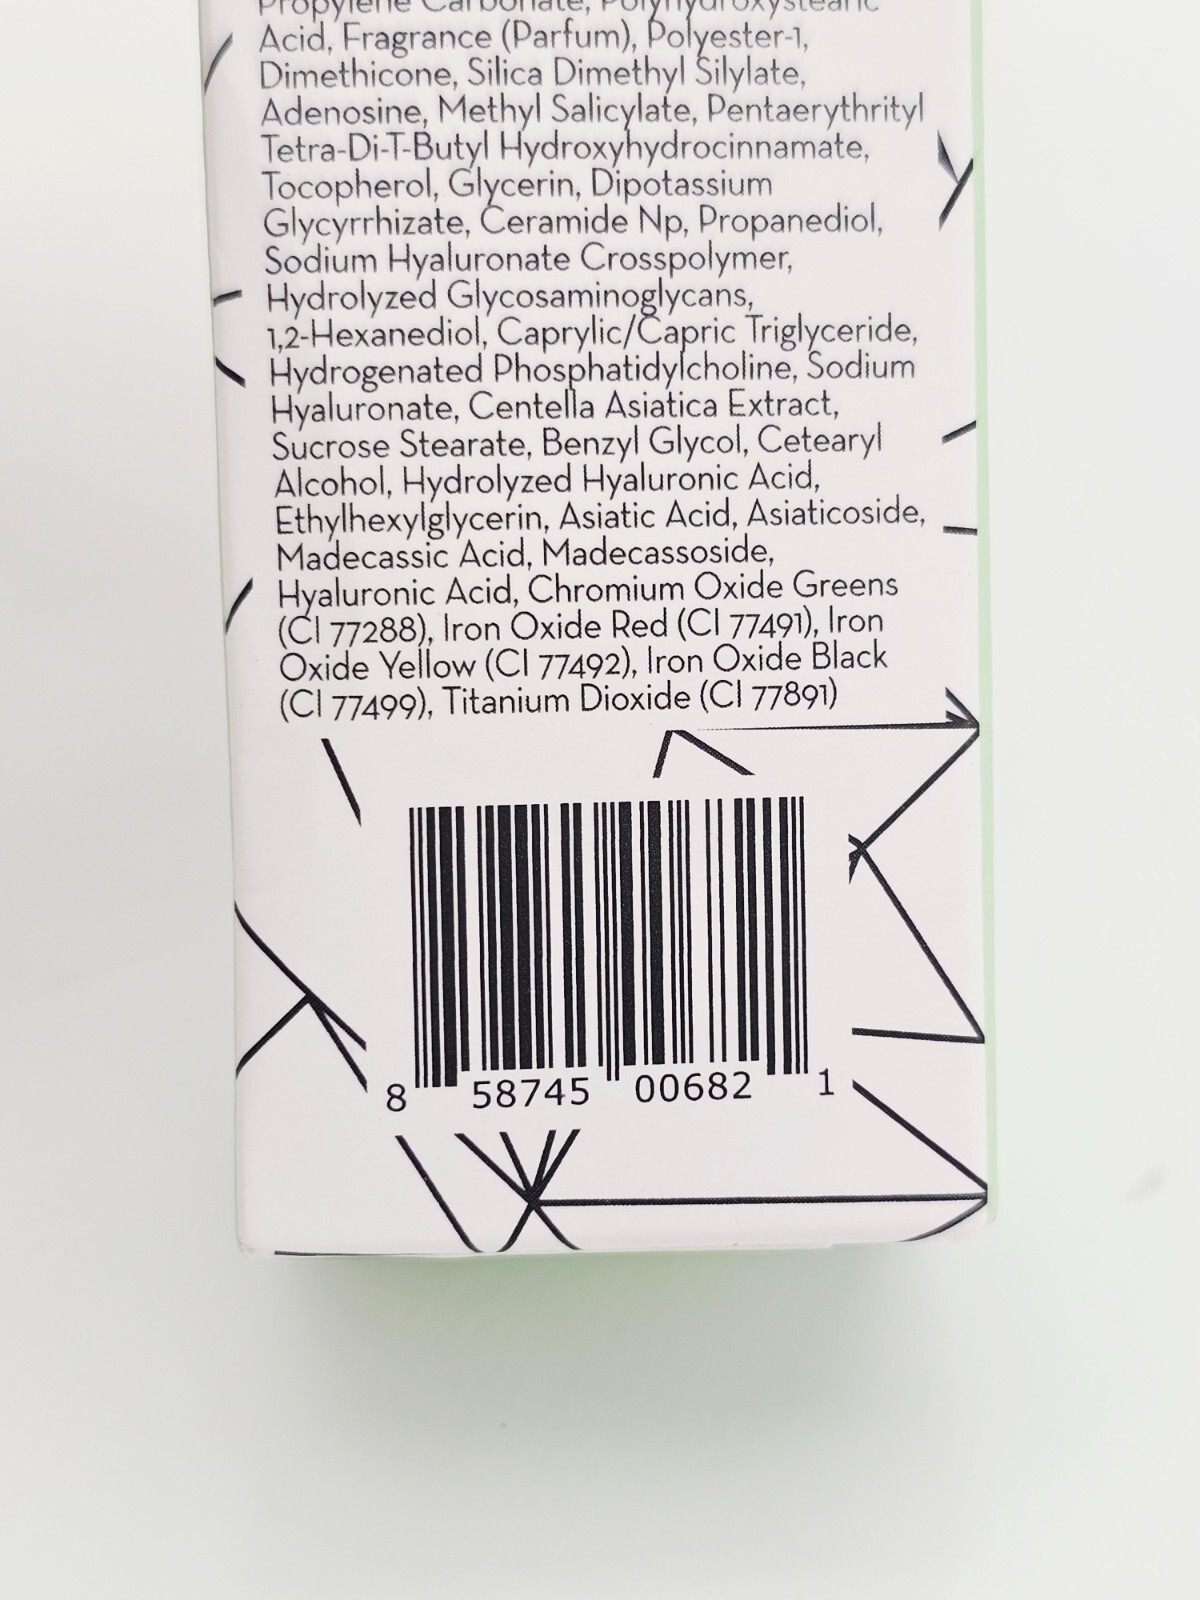 Propylene Carbonate, Polyhydroxystearic
Acid, Fragrance (Parfum), Polyester-1,
Dimethicone, Silica Dimethyl Silylate,
Adenosine, Methyl Salicylate, Pentaerythrityl
Tetra-Di-T-Butyl Hydroxyhydrocinnamate,
Tocopherol, Glycerin, Dipotassium
Glycyrrhizate, Ceramide Np, Propanediol,
Sodium Hyaluronate Crosspolymer,
Hydrolyzed Glycosaminoglycans,
1,2-Hexanediol, Caprylic/Capric Triglyceride,
Hydrogenated Phosphatidylcholine, Sodium
Hyaluronate, Centella Asiatica Extract,
Sucrose Stearate, Benzyl Glycol, Cetearyl
Alcohol, Hydrolyzed Hyaluronic Acid,
Ethylhexylglycerin, Asiatic Acid, Asiaticoside,
Madecassic Acid, Madecassoside,
Hyaluronic Acid, Chromium Oxide Greens
(CI 77288), Iron Oxide Red (CI 77491), Iron
Oxide Yellow (CI 77492), Iron Oxide Black
(CI 77499), Titanium Dioxide (CI 77891)
8 58745 00682 1